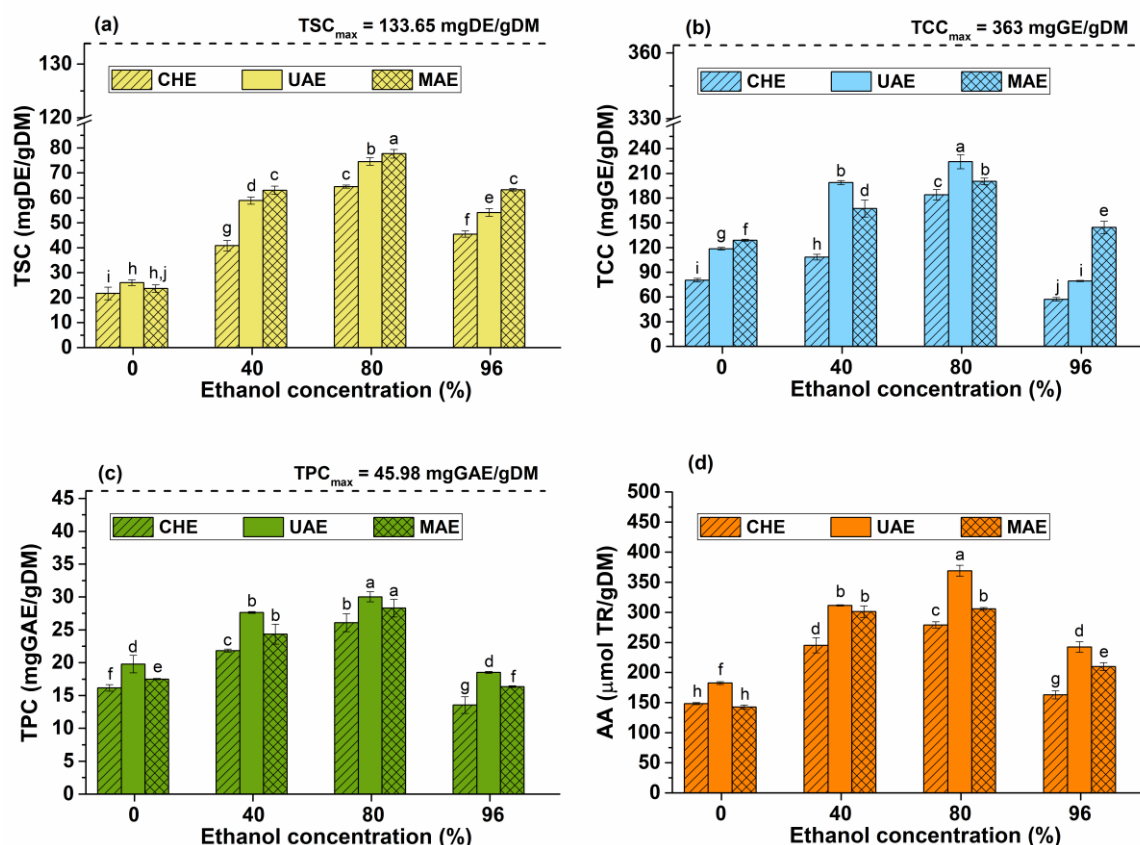 (a)
TSCmax = 133.65 mgDE/gDM
CHE UAE MAE
TSC (mgDE/gDM)
134
120
80
70
60
50
40
30
20
10
0
i h h,j
g d c
c b a
f e c
0 40 80 96
Ethanol concentration (%)
(b)
TCCmax = 363 mgGE/gDM
CHE UAE MAE
TCC (mgGE/gDM)
360
330
240
210
180
150
120
90
60
30
0
i g f
h b d
c a b
j i e
0 40 80 96
Ethanol concentration (%)
(c)
TPCmax = 45.98 mgGAE/gDM
CHE UAE MAE
TPC (mgGAE/gDM)
45
40
35
30
25
20
15
10
5
0
f d e
c b b
b a a
g d f
0 40 80 96
Ethanol concentration (%)
(d)
CHE UAE MAE
AA (μmol TR/gDM)
500
450
400
350
300
250
200
150
100
50
0
h f h
d b b
c a b
g d e
0 40 80 96
Ethanol concentration (%)